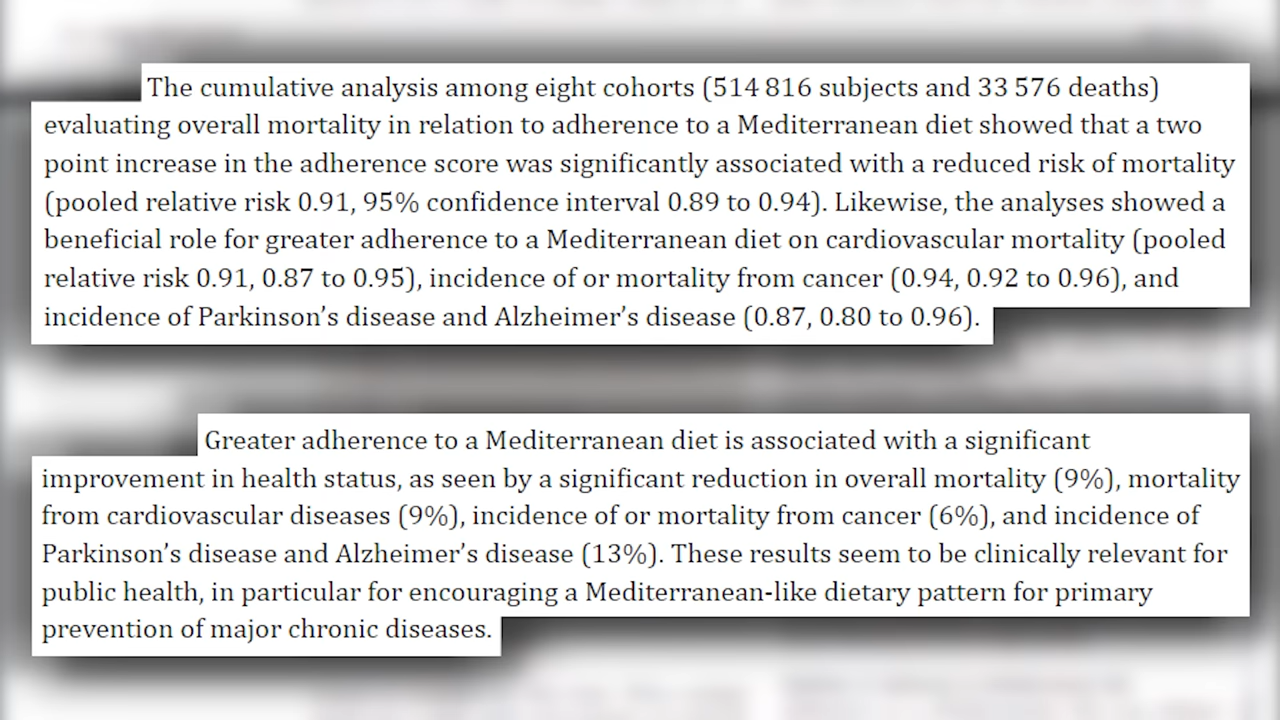 The cumulative analysis among eight cohorts (514 816 subjects and 33 576 deaths)
evaluating overall mortality in relation to adherence to a Mediterranean diet showed that a two
point increase in the adherence score was significantly associated with a reduced risk of mortality
(pooled relative risk 0.91, 95% confidence interval 0.89 to 0.94). Likewise, the analyses showed a
beneficial role for greater adherence to a Mediterranean diet on cardiovascular mortality (pooled
relative risk 0.91, 0.87 to 0.95), incidence of or mortality from cancer (0.94, 0.92 to 0.96), and
incidence of Parkinson’s disease and Alzheimer’s disease (0.87, 0.80 to 0.96).
Greater adherence to a Mediterranean diet is associated with a significant
improvement in health status, as seen by a significant reduction in overall mortality (9%), mortality
from cardiovascular diseases (9%), incidence of or mortality from cancer (6%), and incidence of
Parkinson’s disease and Alzheimer’s disease (13%). These results seem to be clinically relevant for
public health, in particular for encouraging a Mediterranean-like dietary pattern for primary
prevention of major chronic diseases.